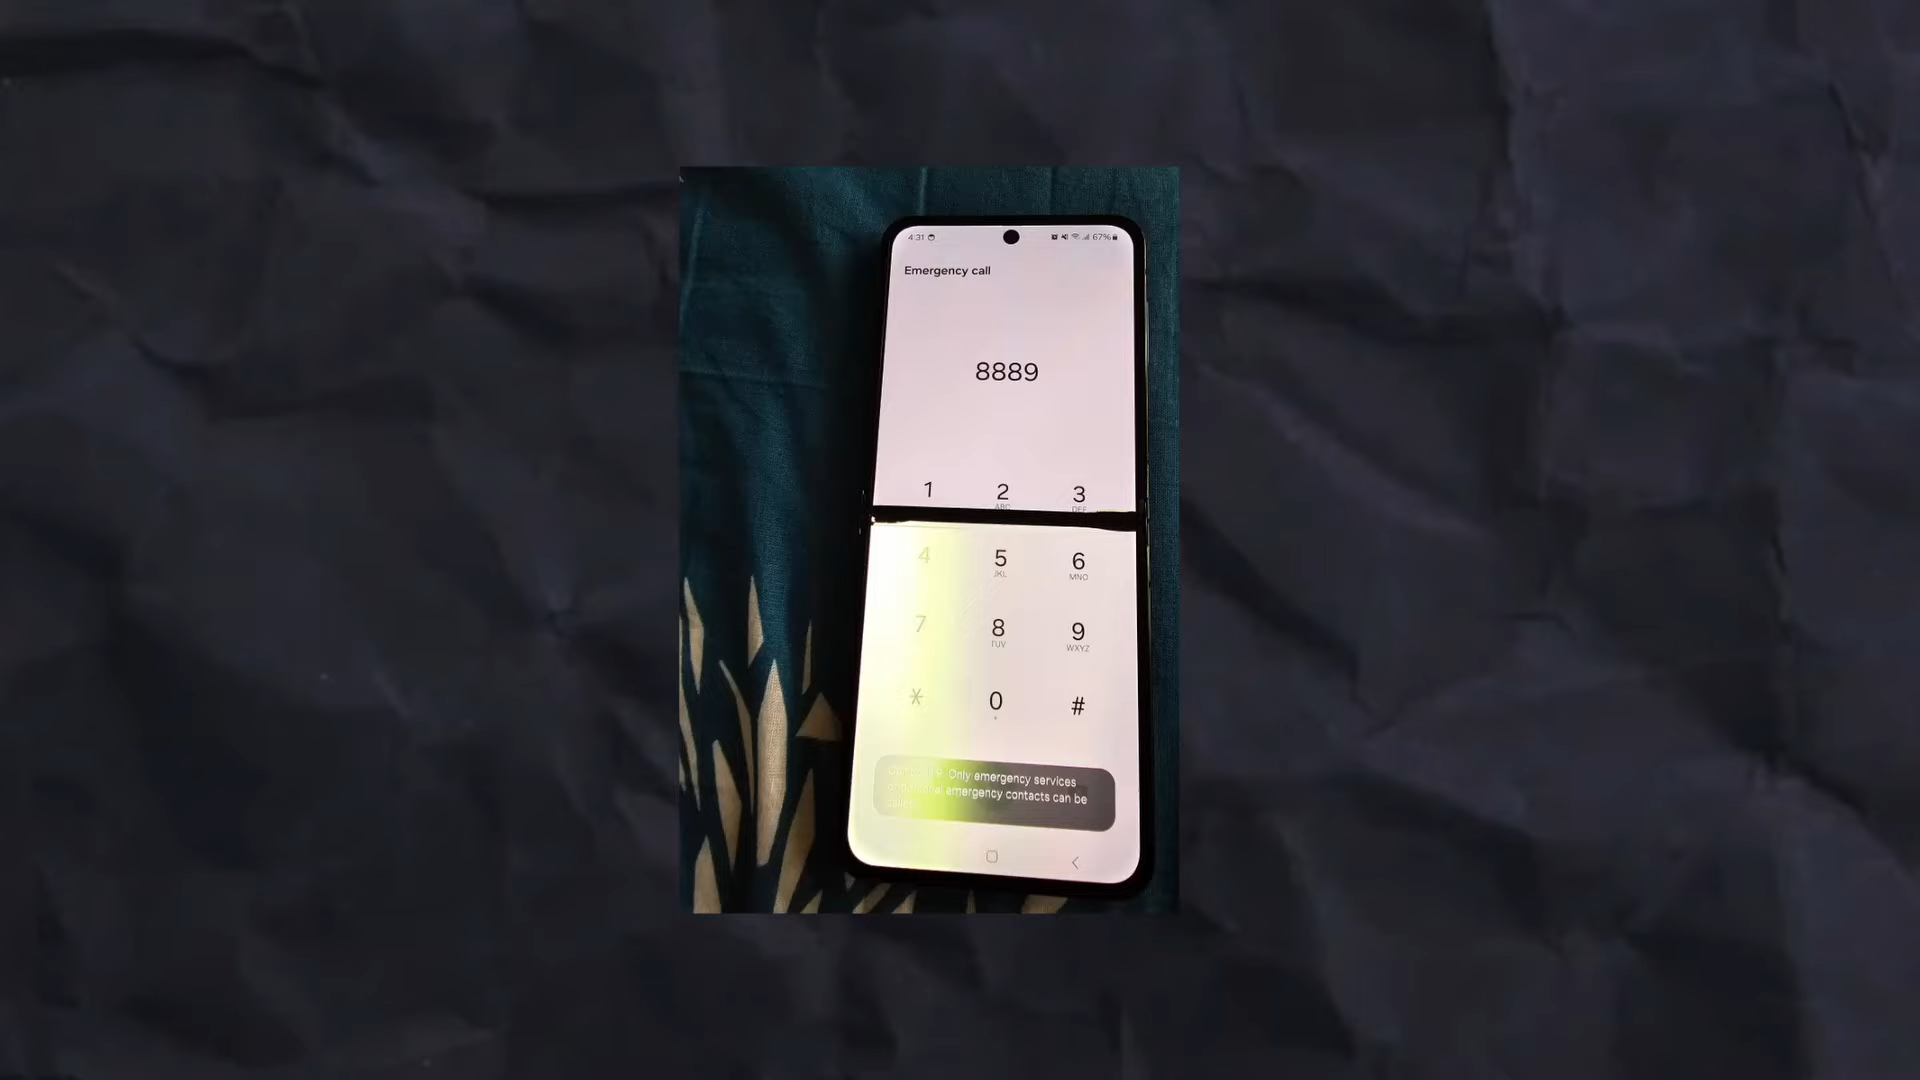 4:31 67%
Emergency call
8889
1 2 3
ABC DEF
4 5 6
JKL MNO
7 8 9
TUV WXYZ
* 0 #
Only emergency services
emergency contacts can be